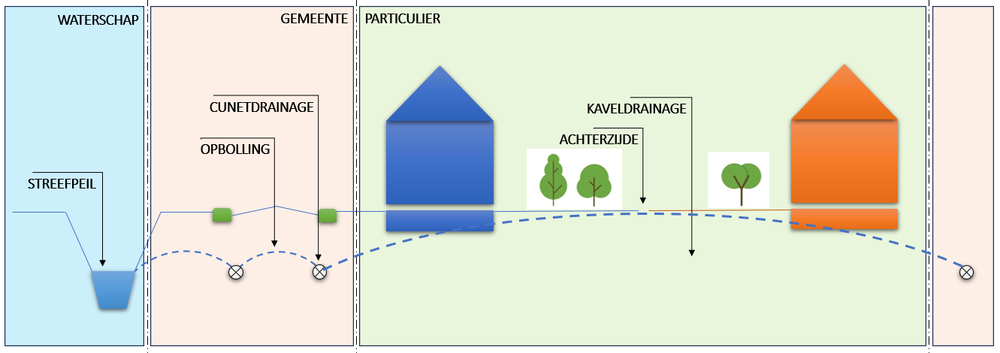 WATERSCHAP
GEMEENTE
PARTICULIER
CUNETDRAINAGE
KAVELDRAINAGE
ACHTERZIJDE
OPBOLLING
STREEFPEIL